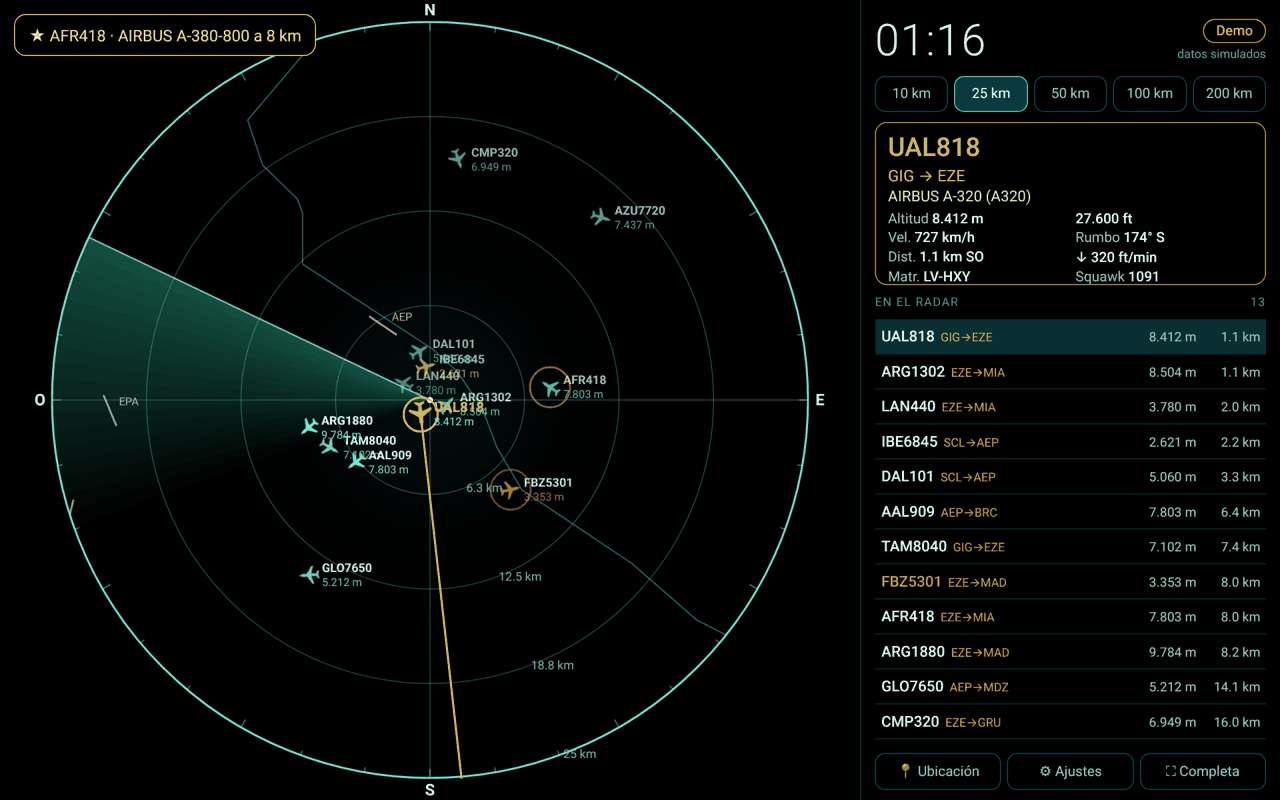 ★ AFR418 · AIRBUS A-380-800 a 8 km
N
CMP320
6.949 m
AZU7720
7.437 m
AEP
DAL101
IBE6845
LAN440
3.780 m
AFR418
7.803 m
O
E
EPA
ARG1302
UAL818
8.412 m
ARG1880
9.784 m
TAM8040
AAL909
7.803 m
6.3 km
FBZ5301
3.353 m
GLO7650
5.212 m
12.5 km
18.8 km
25 km
S
01:16
Demo
datos simulados
10 km
25 km
50 km
100 km
200 km
UAL818
GIG → EZE
AIRBUS A-320 (A320)
Altitud 8.412 m 27.600 ft
Vel. 727 km/h Rumbo 174° S
Dist. 1.1 km SO ↓ 320 ft/min
Matr. LV-HXY Squawk 1091
EN EL RADAR 13
UAL818 GIG→EZE 8.412 m 1.1 km
ARG1302 EZE→MIA 8.504 m 1.1 km
LAN440 EZE→MIA 3.780 m 2.0 km
IBE6845 SCL→AEP 2.621 m 2.2 km
DAL101 SCL→AEP 5.060 m 3.3 km
AAL909 AEP→BRC 7.803 m 6.4 km
TAM8040 GIG→EZE 7.102 m 7.4 km
FBZ5301 EZE→MAD 3.353 m 8.0 km
AFR418 EZE→MIA 7.803 m 8.0 km
ARG1880 EZE→MAD 9.784 m 8.2 km
GLO7650 AEP→MDZ 5.212 m 14.1 km
CMP320 EZE→GRU 6.949 m 16.0 km
📍 Ubicación
⚙ Ajustes
⛶ Completa